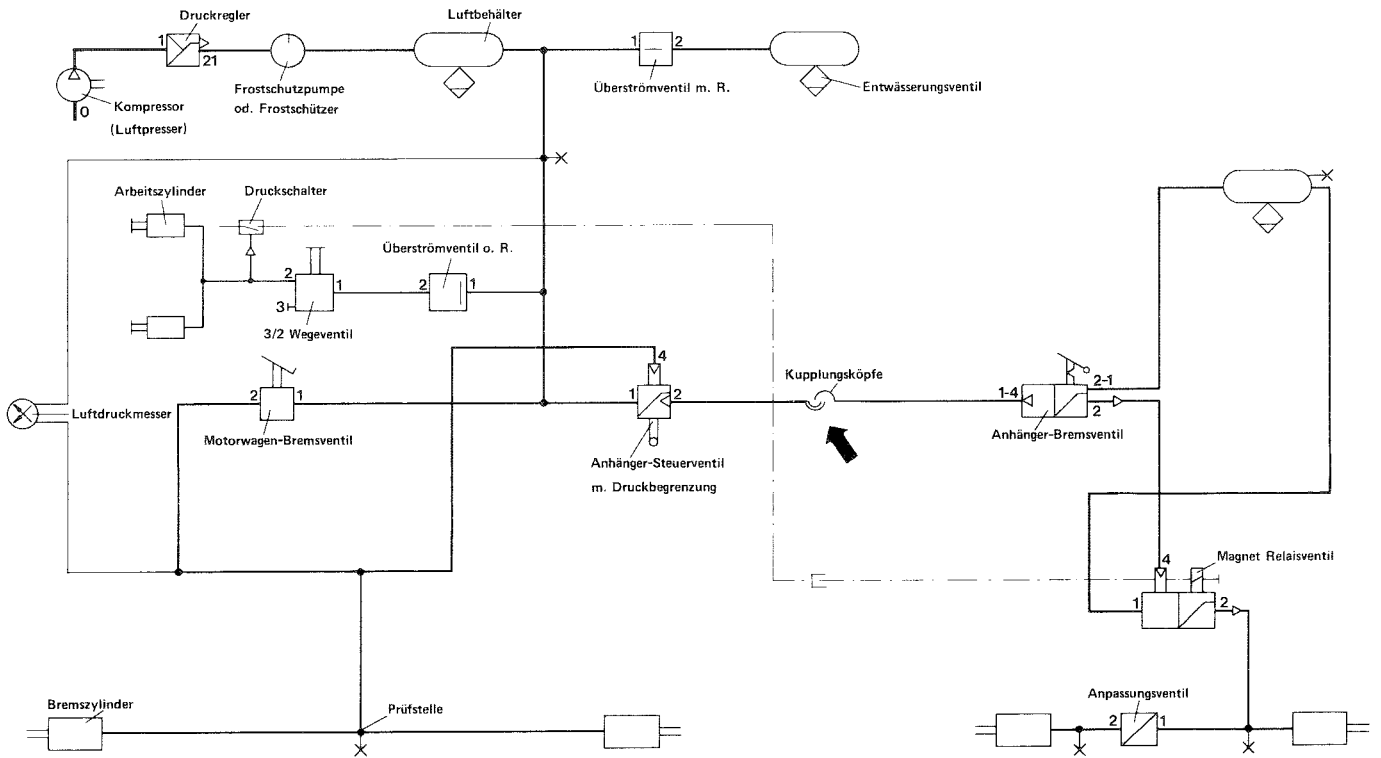 Druckregler
Luftbehälter
1
21
1
2
Frostschutzpumpe
od. Frostschützer
Überströmventil m. R.
Entwässerungsventil
Kompressor
(Luftpresser)
0
Arbeitszylinder
Druckschalter
Überströmventil o. R.
2
1
2
1
3
3/2 Wegeventil
4
2
1
1
2
Kupplungsköpfe
1-4
2-1
2
Luftdruckmesser
Motorwagen-Bremsventil
Anhänger-Bremsventil
Anhänger-Steuerventil
m. Druckbegrenzung
Magnet Relaisventil
4
1
2
Bremszylinder
Prüfstelle
Anpassungsventil
2
1